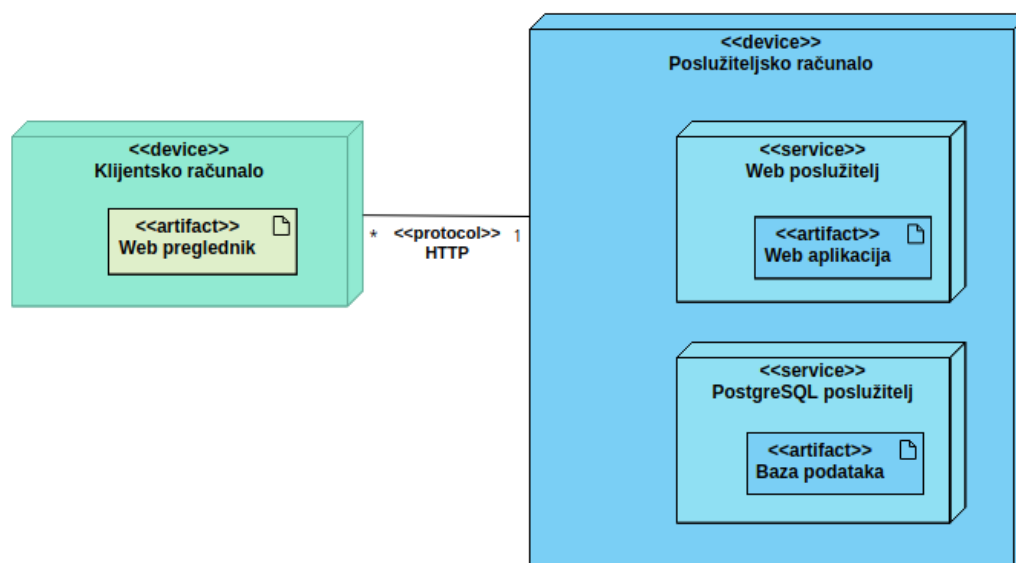 <<device>>
Poslužiteljsko računalo
<<device>>
Klijentsko računalo
<<artifact>>
Web preglednik
* <<protocol>> 1
HTTP
<<service>>
Web poslužitelj
<<artifact>>
Web aplikacija
<<service>>
PostgreSQL poslužitelj
<<artifact>>
Baza podataka